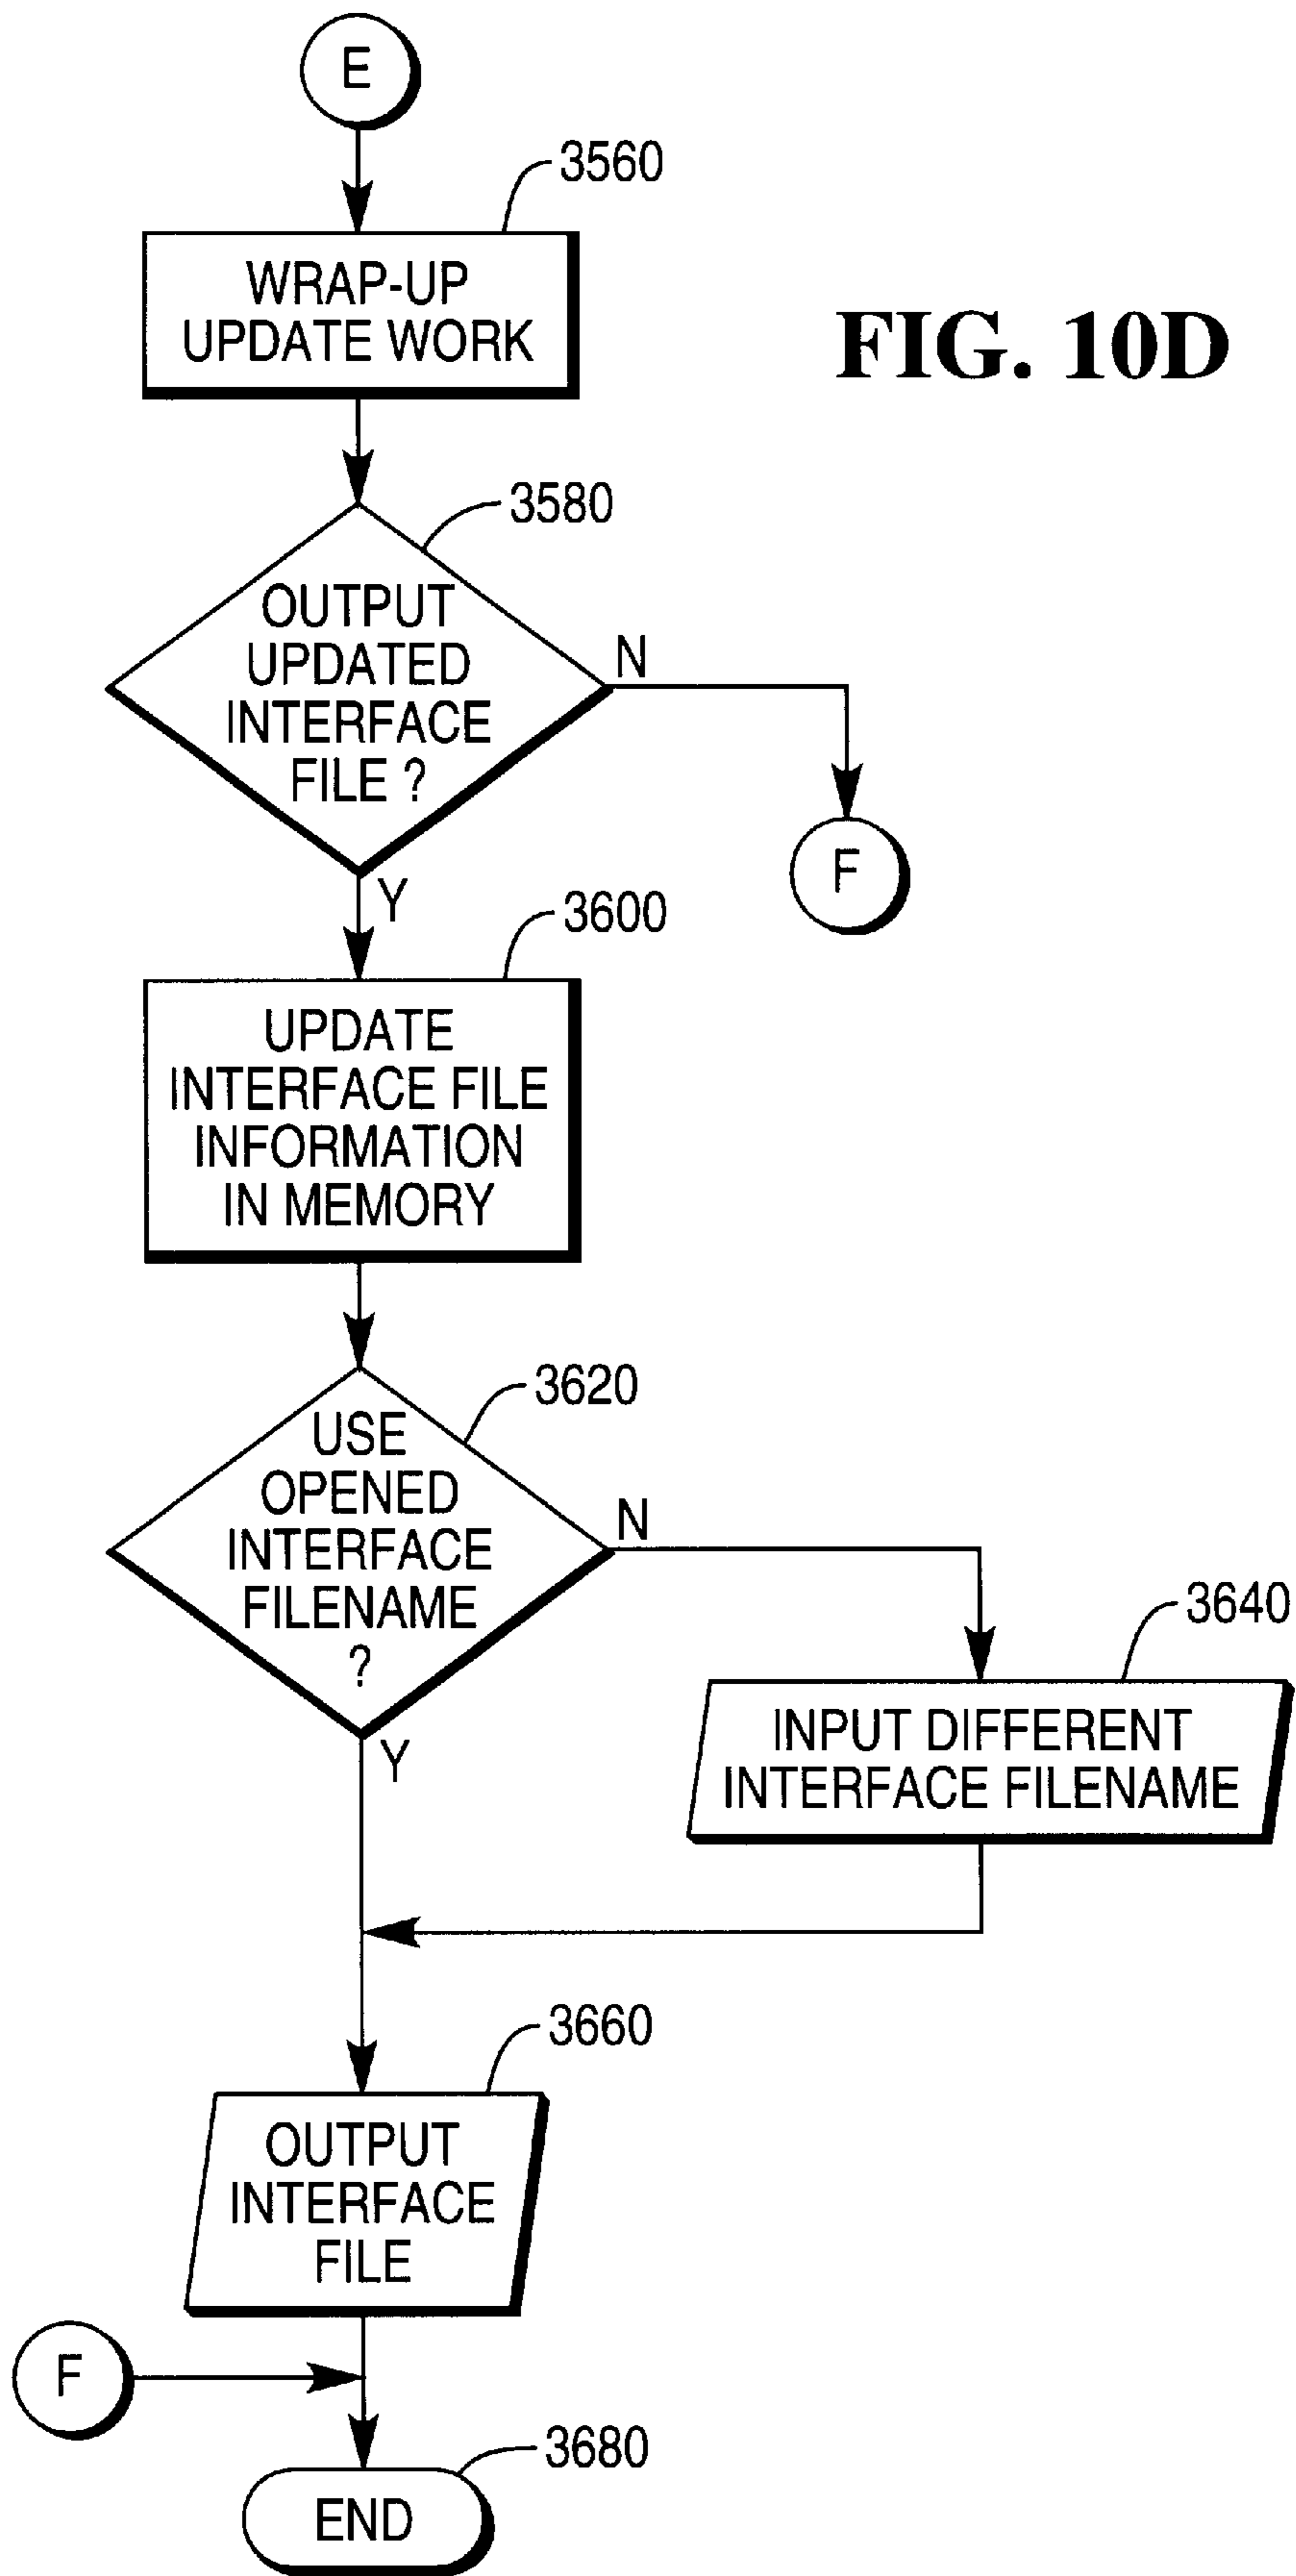 E
3560
WRAP-UP
UPDATE WORK
FIG. 10D
3580
OUTPUT
UPDATED
INTERFACE
FILE ?
N
F
Y
3600
UPDATE
INTERFACE FILE
INFORMATION
IN MEMORY
3620
USE
OPENED
INTERFACE
FILENAME
?
N
3640
INPUT DIFFERENT
INTERFACE FILENAME
Y
3660
OUTPUT
INTERFACE
FILE
F
3680
END